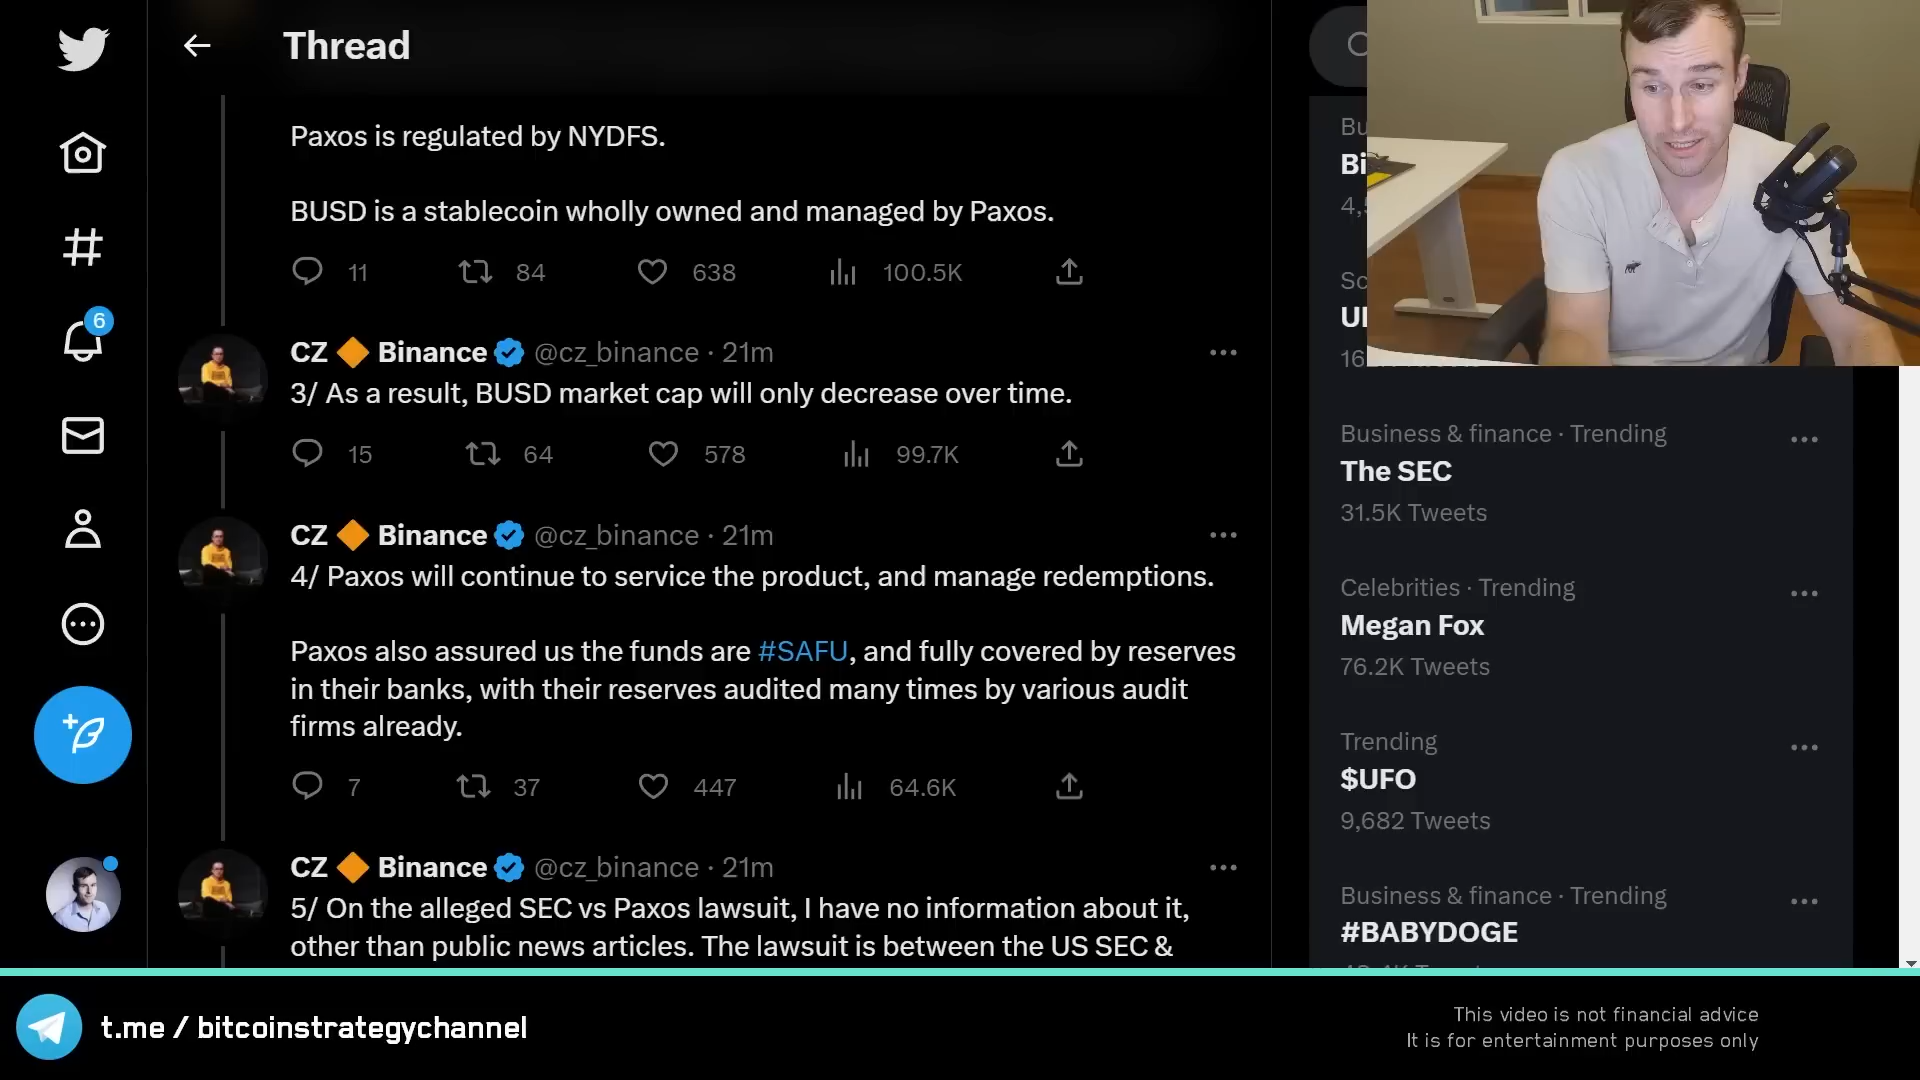 Thread
Paxos is regulated by NYDFS.
BUSD is a stablecoin wholly owned and managed by Paxos.
11 84 638 100.5K
CZ 🔶 Binance @cz_binance · 21m
3/ As a result, BUSD market cap will only decrease over time.
15 64 578 99.7K
CZ 🔶 Binance @cz_binance · 21m
4/ Paxos will continue to service the product, and manage redemptions.
Paxos also assured us the funds are #SAFU, and fully covered by reserves
in their banks, with their reserves audited many times by various audit
firms already.
7 37 447 64.6K
CZ 🔶 Binance @cz_binance · 21m
5/ On the alleged SEC vs Paxos lawsuit, I have no information about it,
other than public news articles. The lawsuit is between the US SEC &
6
Business & finance · Trending
The SEC
31.5K Tweets
Celebrities · Trending
Megan Fox
76.2K Tweets
Trending
$UFO
9,682 Tweets
Business & finance · Trending
#BABYDOGE
t.me / bitcoinstrategychannel
This video is not financial advice
It is for entertainment purposes only